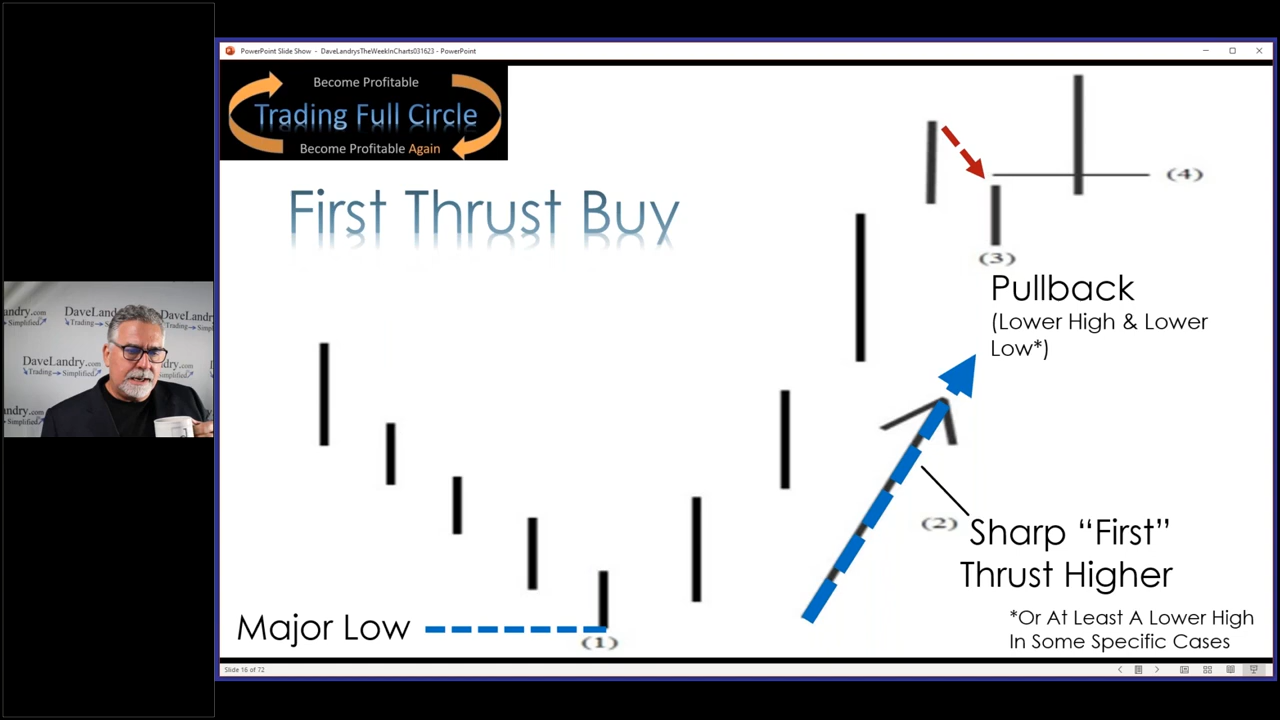 PowerPoint Slide Show - DaveLandrysTheWeekInCharts031623 - PowerPoint
Become Profitable
Trading Full Circle
Become Profitable Again
First Thrust Buy
(4)
(3)
Pullback
(Lower High & Lower
Low*)
(2) Sharp “First”
Thrust Higher
*Or At Least A Lower High
In Some Specific Cases
Major Low
(1)
Slide 16 of 72
DaveLandry.com
Trading Simplified